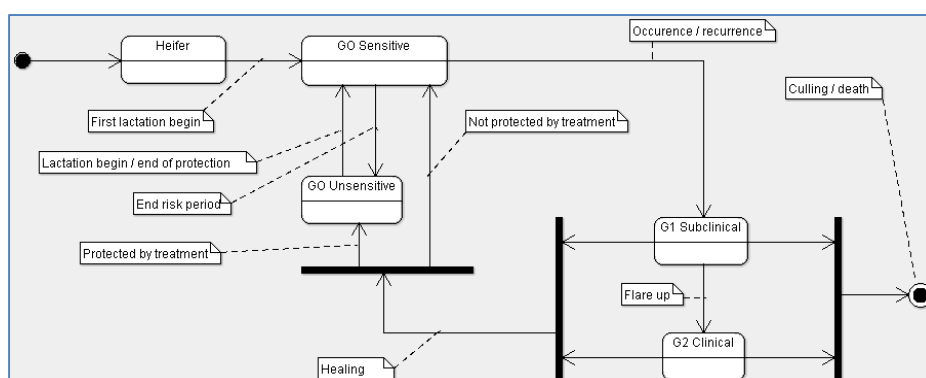 Heifer
GO Sensitive
Occurence / recurrence
Culling / death
First lactation begin
Not protected by treatment
Lactation begin / end of protection
GO Unsensitive
End risk period
G1 Subclinical
Protected by treatment
Flare up
G2 Clinical
Healing